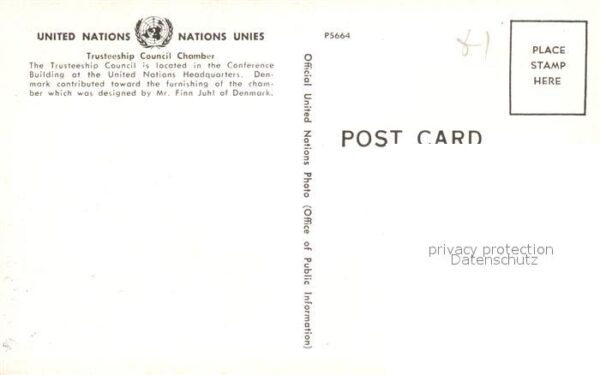 UNITED NATIONS NATIONS UNIES
Trusteeship Council Chamber
The Trusteeship Council is located in the Conference
Building at the United Nations Headquarters. Den-
mark contributed toward the furnishing of the cham-
ber which was designed by Mr. Finn Juhl of Denmark.
Official United Nations Photo (Office of Public Information)
P5664
PLACE
STAMP
HERE
POST CARD
privacy protection
Datenschutz